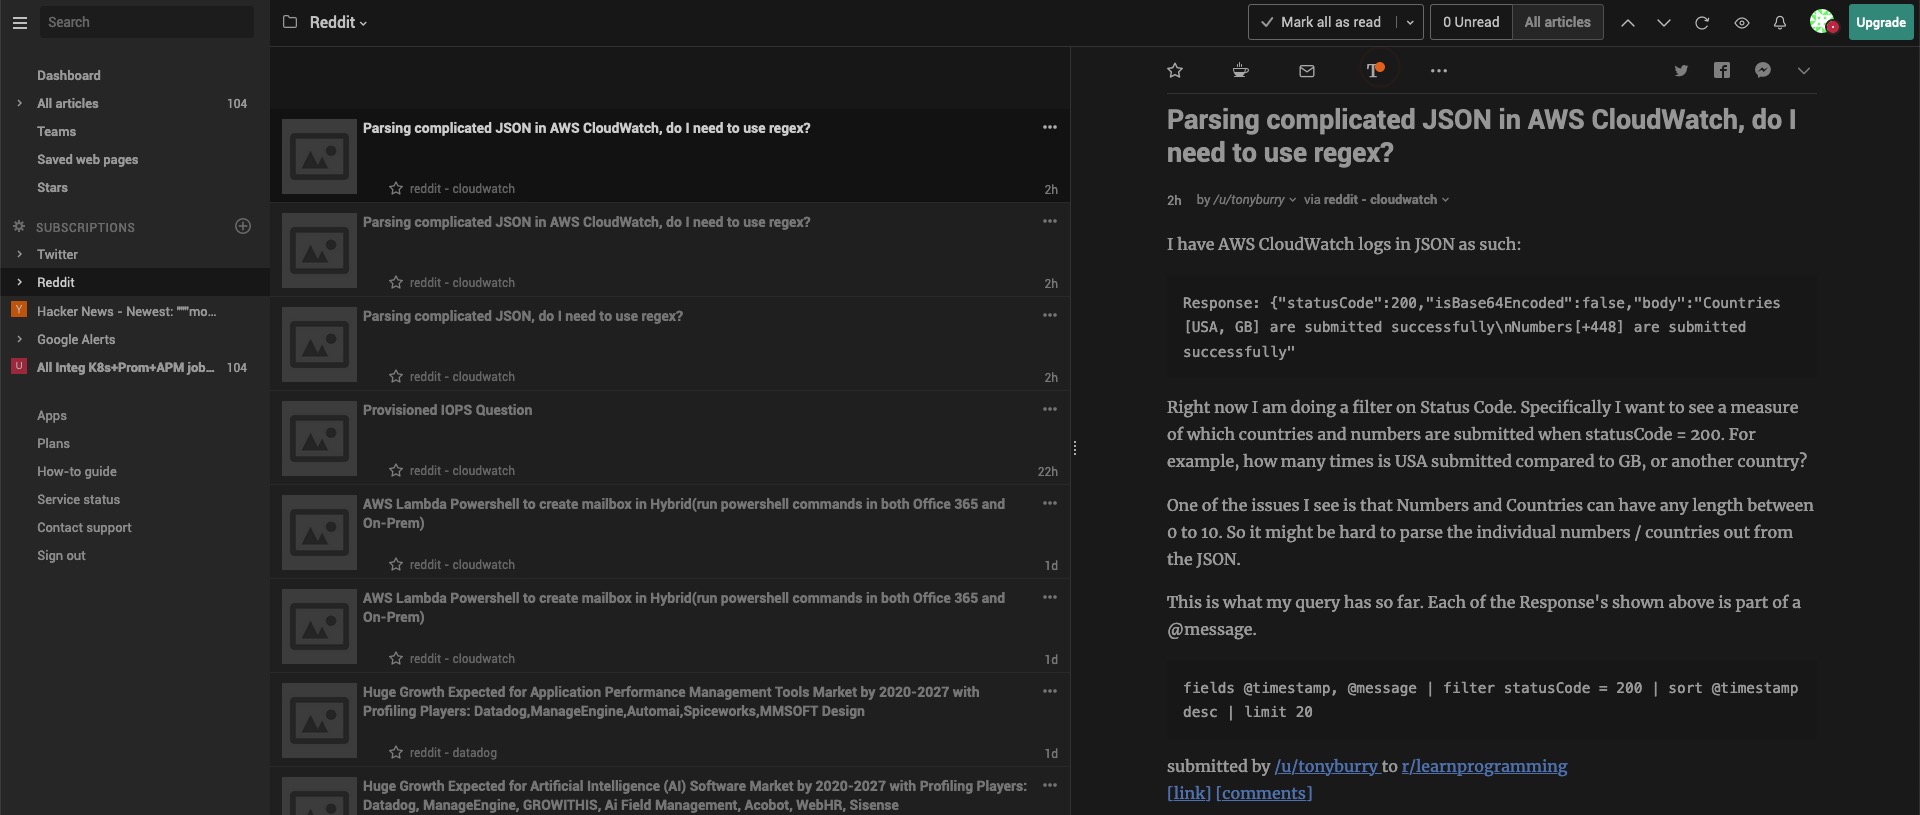 Search
Reddit
Mark all as read
0 Unread
All articles
Upgrade
Dashboard
All articles 104
Teams
Saved web pages
Stars
SUBSCRIPTIONS
Twitter
Reddit
Y Hacker News - Newest: """mo...
Google Alerts
U All Integ K8s+Prom+APM job... 104
Apps
Plans
How-to guide
Service status
Contact support
Sign out
Parsing complicated JSON in AWS CloudWatch, do I need to use regex?
reddit - cloudwatch 2h
Parsing complicated JSON in AWS CloudWatch, do I need to use regex?
reddit - cloudwatch 2h
Parsing complicated JSON, do I need to use regex?
reddit - cloudwatch 2h
Provisioned IOPS Question
reddit - cloudwatch 22h
AWS Lambda Powershell to create mailbox in Hybrid(run powershell commands in both Office 365 and
On-Prem)
reddit - cloudwatch 1d
AWS Lambda Powershell to create mailbox in Hybrid(run powershell commands in both Office 365 and
On-Prem)
reddit - cloudwatch 1d
Huge Growth Expected for Application Performance Management Tools Market by 2020-2027 with
Profiling Players: Datadog,ManageEngine,Automai,Spiceworks,MMSOFT Design
reddit - datadog 1d
Huge Growth Expected for Artificial Intelligence (AI) Software Market by 2020-2027 with Profiling Players:
Datadog, ManageEngine, GROWITHIS, Ai Field Management, Acobot, WebHR, Sisense
T
Parsing complicated JSON in AWS CloudWatch, do I
need to use regex?
2h by /u/tonyburry via reddit - cloudwatch
I have AWS CloudWatch logs in JSON as such:
Response: {"statusCode":200,"isBase64Encoded":false,"body":"Countries
[USA, GB] are submitted successfully\nNumbers[+448] are submitted
successfully"
Right now I am doing a filter on Status Code. Specifically I want to see a measure
of which countries and numbers are submitted when statusCode = 200. For
example, how many times is USA submitted compared to GB, or another country?
One of the issues I see is that Numbers and Countries can have any length between
0 to 10. So it might be hard to parse the individual numbers / countries out from
the JSON.
This is what my query has so far. Each of the Response's shown above is part of a
@message.
fields @timestamp, @message | filter statusCode = 200 | sort @timestamp
desc | limit 20
submitted by /u/tonyburry to r/learnprogramming
[link] [comments]